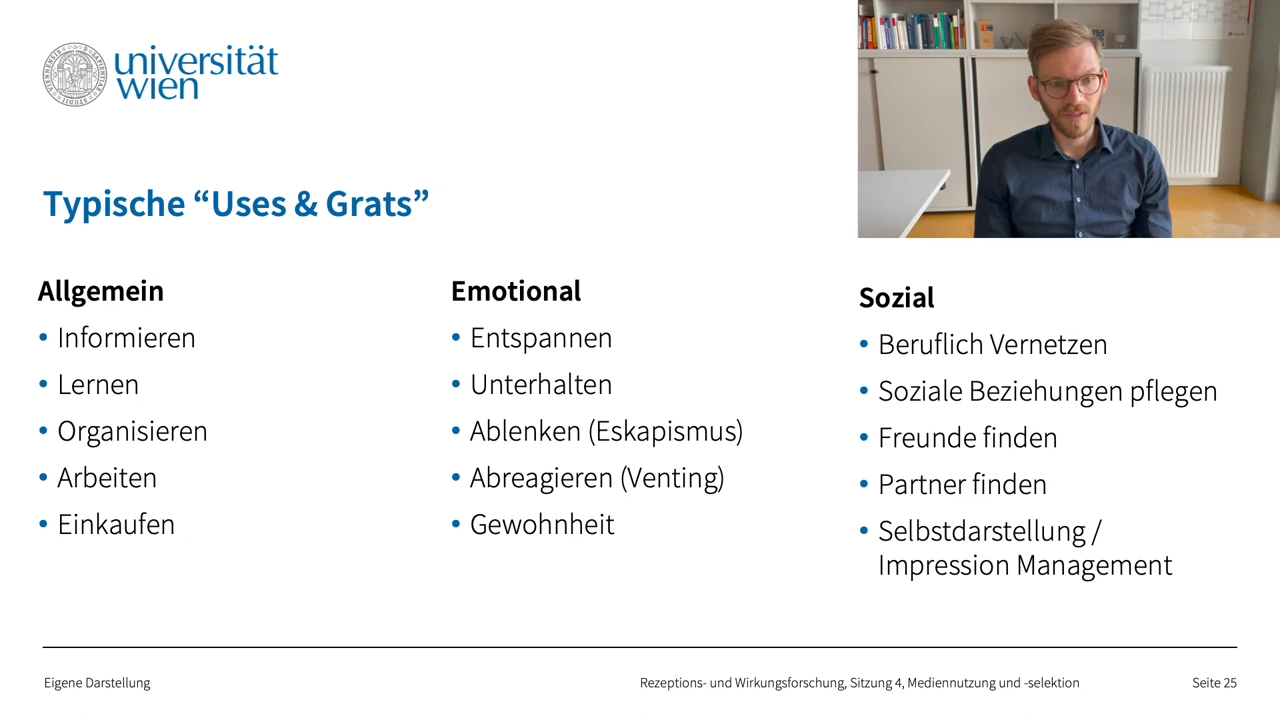 universität
wien
Typische “Uses & Grats”
Allgemein
• Informieren
• Lernen
• Organisieren
• Arbeiten
• Einkaufen
Emotional
• Entspannen
• Unterhalten
• Ablenken (Eskapismus)
• Abreagieren (Venting)
• Gewohnheit
Sozial
• Beruflich Vernetzen
• Soziale Beziehungen pflegen
• Freunde finden
• Partner finden
• Selbstdarstellung /
Impression Management
Eigene Darstellung
Rezeptions- und Wirkungsforschung, Sitzung 4, Mediennutzung und -selektion
Seite 25